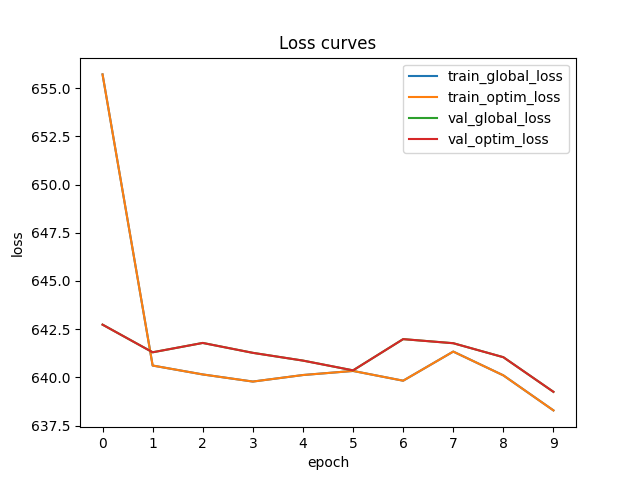 Loss curves
train_global_loss
train_optim_loss
val_global_loss
val_optim_loss
655.0
652.5
650.0
647.5
645.0
642.5
640.0
637.5
loss
0 1 2 3 4 5 6 7 8 9
epoch